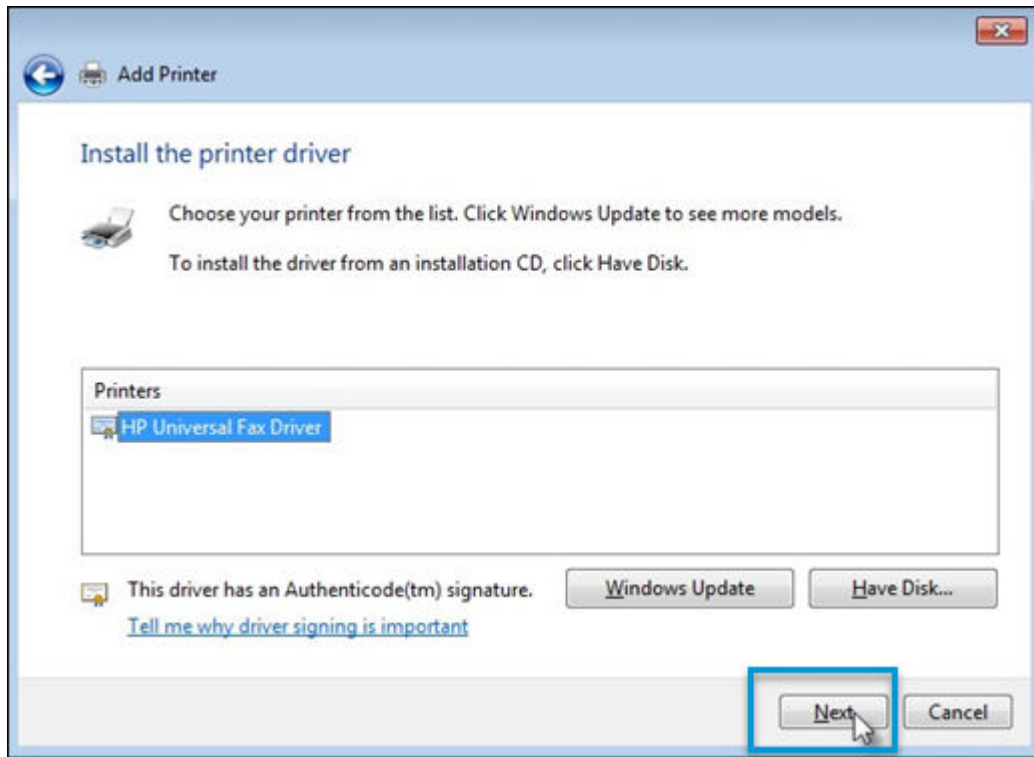 Add Printer
Install the printer driver
Choose your printer from the list. Click Windows Update to see more models.
To install the driver from an installation CD, click Have Disk.
Printers
HP Universal Fax Driver
This driver has an Authenticode(tm) signature.
Windows Update
Have Disk...
Tell me why driver signing is important
Next
Cancel